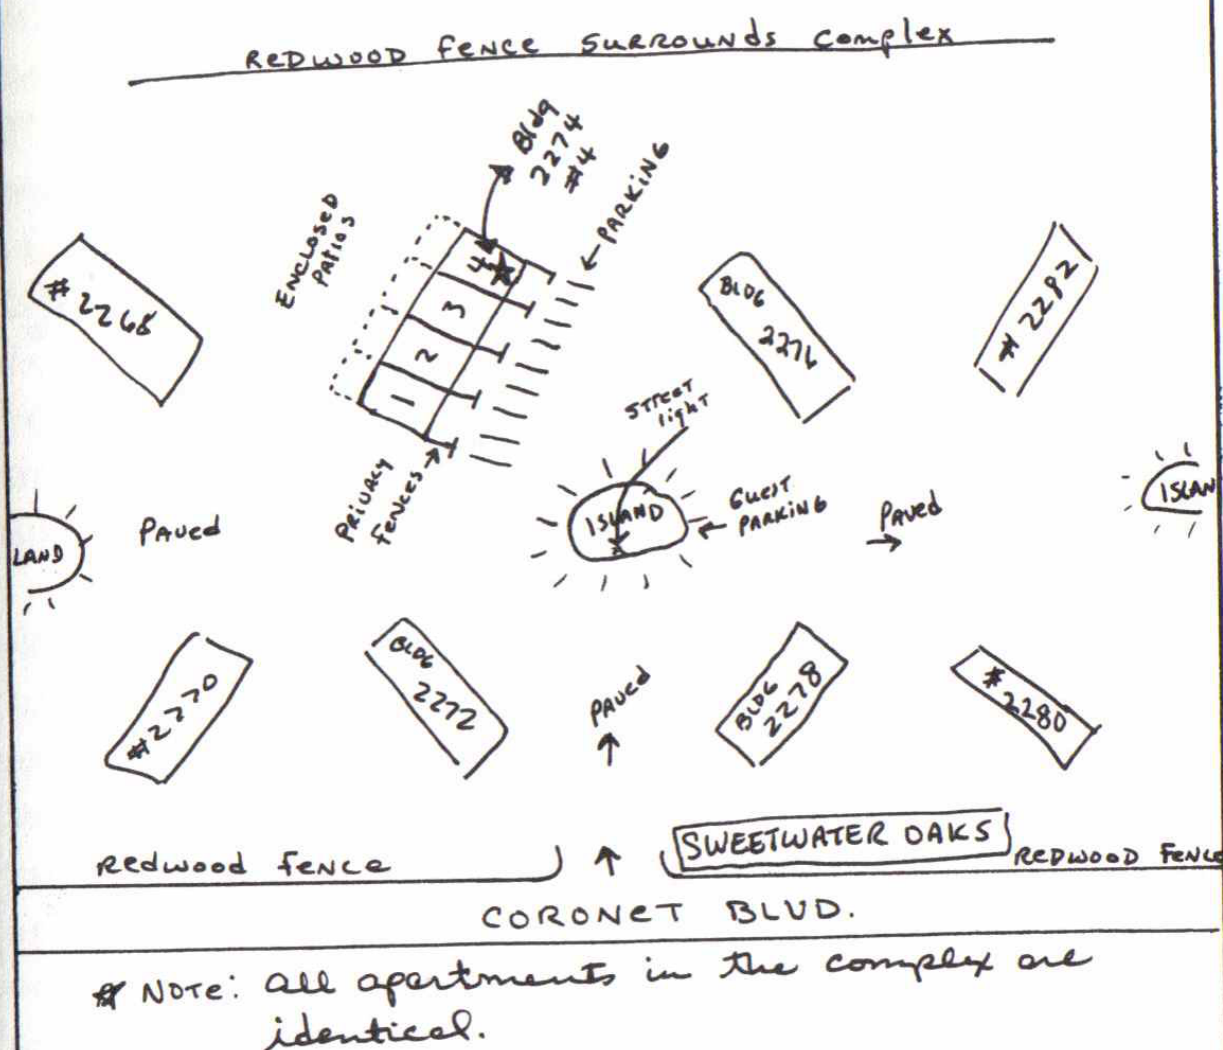 REDWOOD FENCE SURROUNDS COMPLEX
Bldg
2274
#4
← PARKING
ENCLOSED
PATIOS
4
3
2
1
# 2268
BLDG
2276
# 2282
STREET
light
PRIVACY
FENCES →
ISLAND
GUEST
← PARKING
PAVED
→
ISLAN
LAND
PAVED
#2270
BLDG
2272
PAVED
↑
BLDG
2278
#
2280
SWEETWATER OAKS
Redwood fence
↑
REDWOOD FENCE
CORONET BLVD.
* NOTE: All apartments in the complex are
identical.